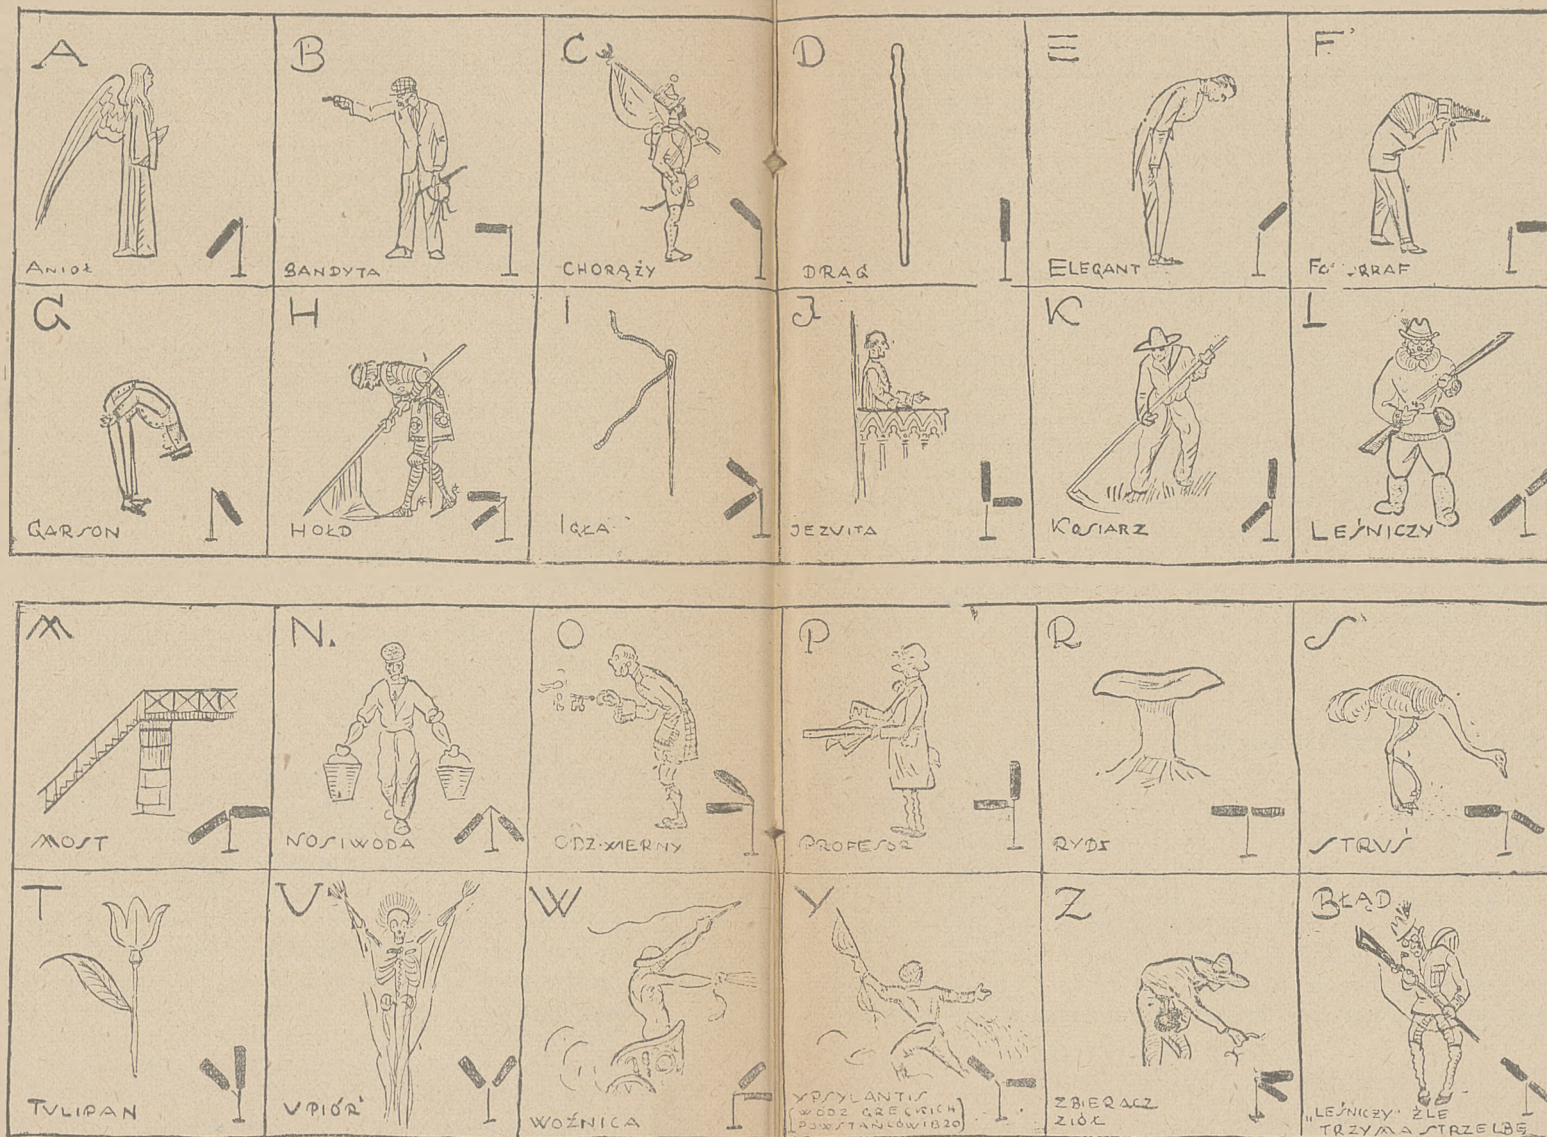 A
ANIOŁ
B
BANDYTA
C
CHORĄŻY
D
DRĄG
E
ELEGANT
F
G
GARSON
H
HOŁD
I
IGŁA
J
JEZUITA
K
KOSIARZ
L
LEŚNICZY
M
MOST
N.
NOSIWODA
O
ODZWIERNY
P
PROFESOR
R
RYDZ
S
STRUŚ
T
TULIPAN
U
UPIÓR
W
WOŹNICA
Y
YPSYLANTIS
(WÓDZ GRECKICH
POWSTAŃCÓW 1820)
Z
ZBIERACZ
ZIÓŁ
BŁĄD
„LEŚNICZY" ŹLE
TRZYMA STRZELBĘ